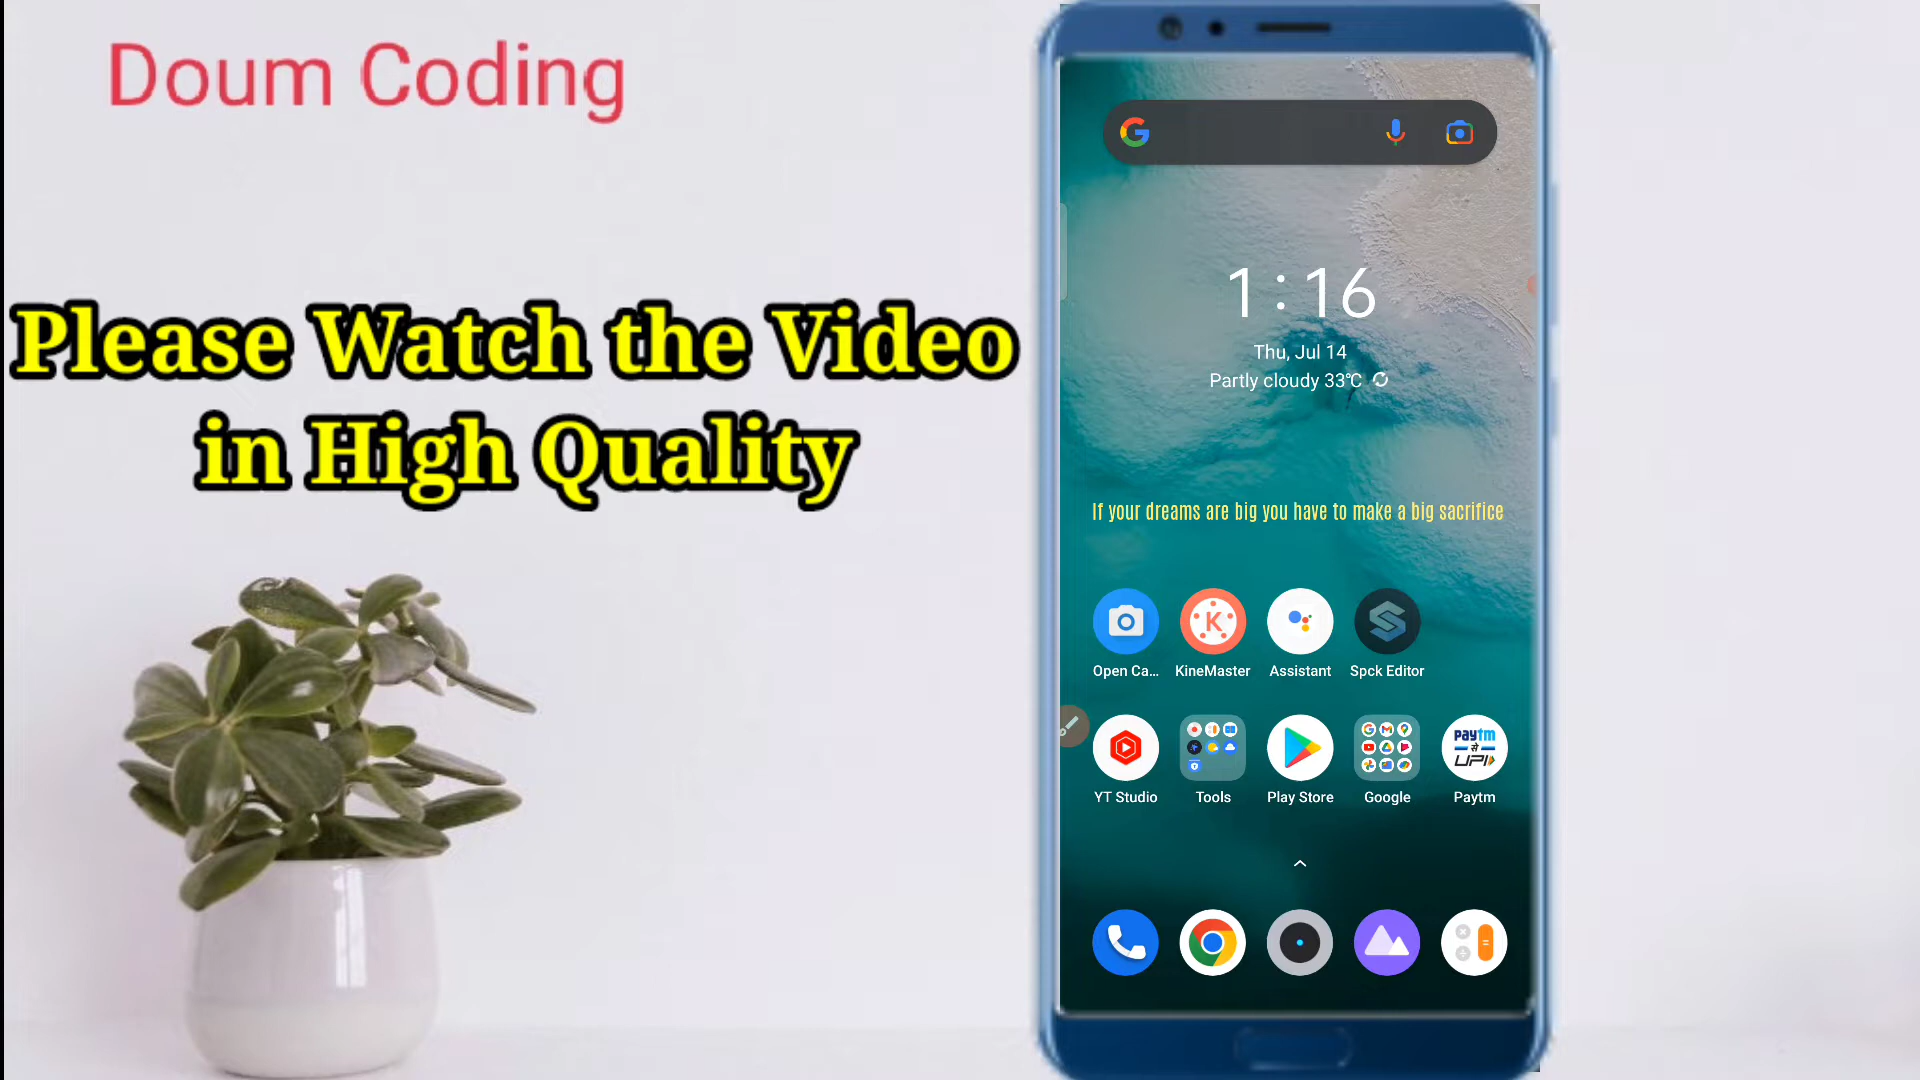 Doum Coding
Please Watch the Video
in High Quality
1:16
Thu, Jul 14
Partly cloudy 33℃
If your dreams are big you have to make a big sacrifice
Open Ca...
KineMaster
Assistant
Spck Editor
paytm
से
UPI
YT Studio
Tools
Play Store
Google
Paytm